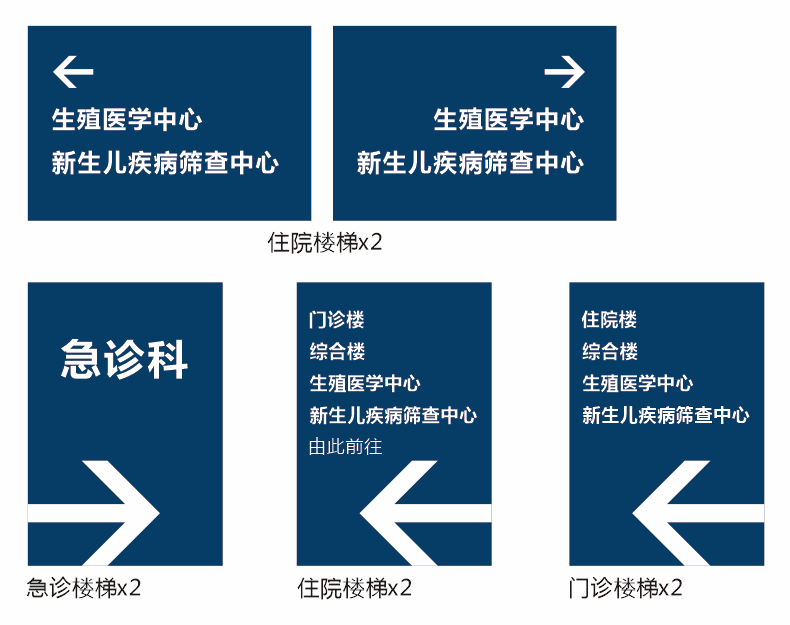 生殖医学中心
新生儿疾病筛查中心
生殖医学中心
新生儿疾病筛查中心
住院楼梯x2
急诊科
急诊楼梯x2
门诊楼
综合楼
生殖医学中心
新生儿疾病筛查中心
由此前往
住院楼梯x2
住院楼
综合楼
生殖医学中心
新生儿疾病筛查中心
门诊楼梯x2